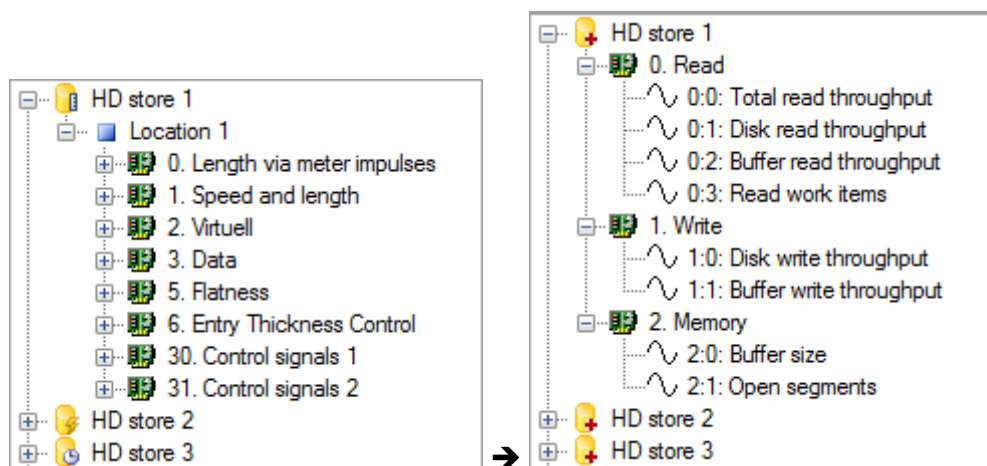 HD store 1
Location 1
0. Length via meter impulses
1. Speed and length
2. Virtuell
3. Data
5. Flatness
6. Entry Thickness Control
30. Control signals 1
31. Control signals 2
HD store 2
HD store 3
➔
HD store 1
0. Read
0:0: Total read throughput
0:1: Disk read throughput
0:2: Buffer read throughput
0:3: Read work items
1. Write
1:0: Disk write throughput
1:1: Buffer write throughput
2. Memory
2:0: Buffer size
2:1: Open segments
HD store 2
HD store 3